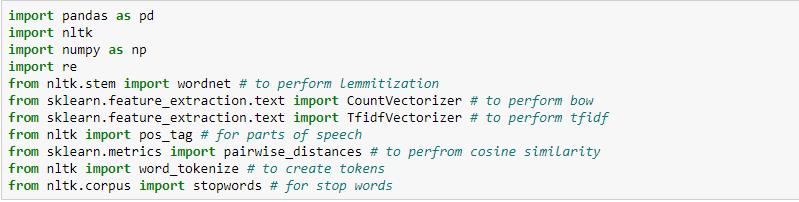 import pandas as pd
import nltk
import numpy as np
import re
from nltk.stem import wordnet # to perform Lemmitization
from sklearn.feature_extraction.text import CountVectorizer # to perform bow
from sklearn.feature_extraction.text import TfidfVectorizer # to perform tfidf
from nltk import pos_tag # for parts of speech
from sklearn.metrics import pairwise_distances # to perfrom cosine similarity
from nltk import word_tokenize # to create tokens
from nltk.corpus import stopwords # for stop words